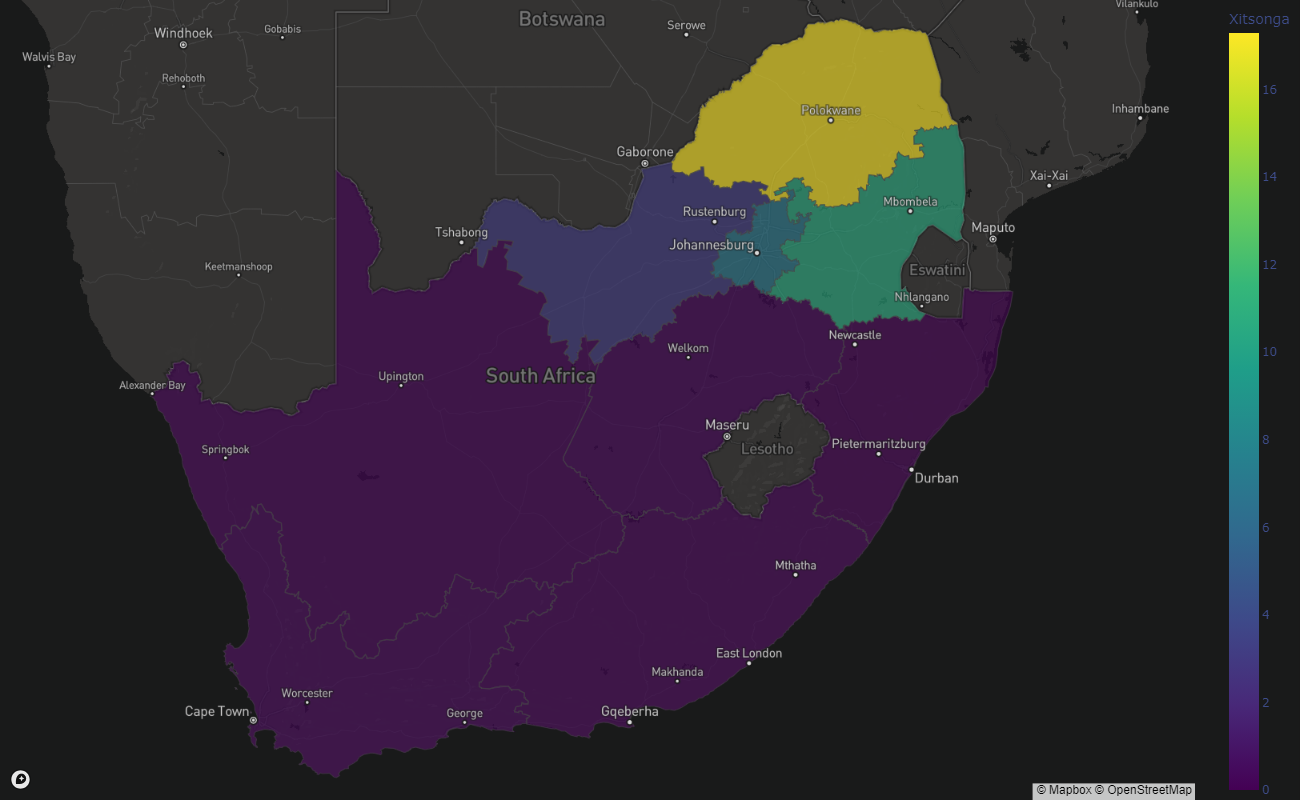 Botswana
Vilankulo
Xitsonga
Serowe
Gobabis
Windhoek
Walvis Bay
Rehoboth
16
Inhambane
Polokwane
Gaborone
14
Xai-Xai
Mbombela
Rustenburg
Maputo
Tshabong
Johannesburg
12
Keetmanshoop
Eswatini
Nhlangano
Newcastle
10
Welkom
South Africa
Upington
Alexander Bay
Maseru
8
Pietermaritzburg
Springbok
Lesotho
Durban
6
Mthatha
4
East London
Makhanda
Worcester
2
Cape Town
George
Gqeberha
0
© Mapbox © OpenStreetMap